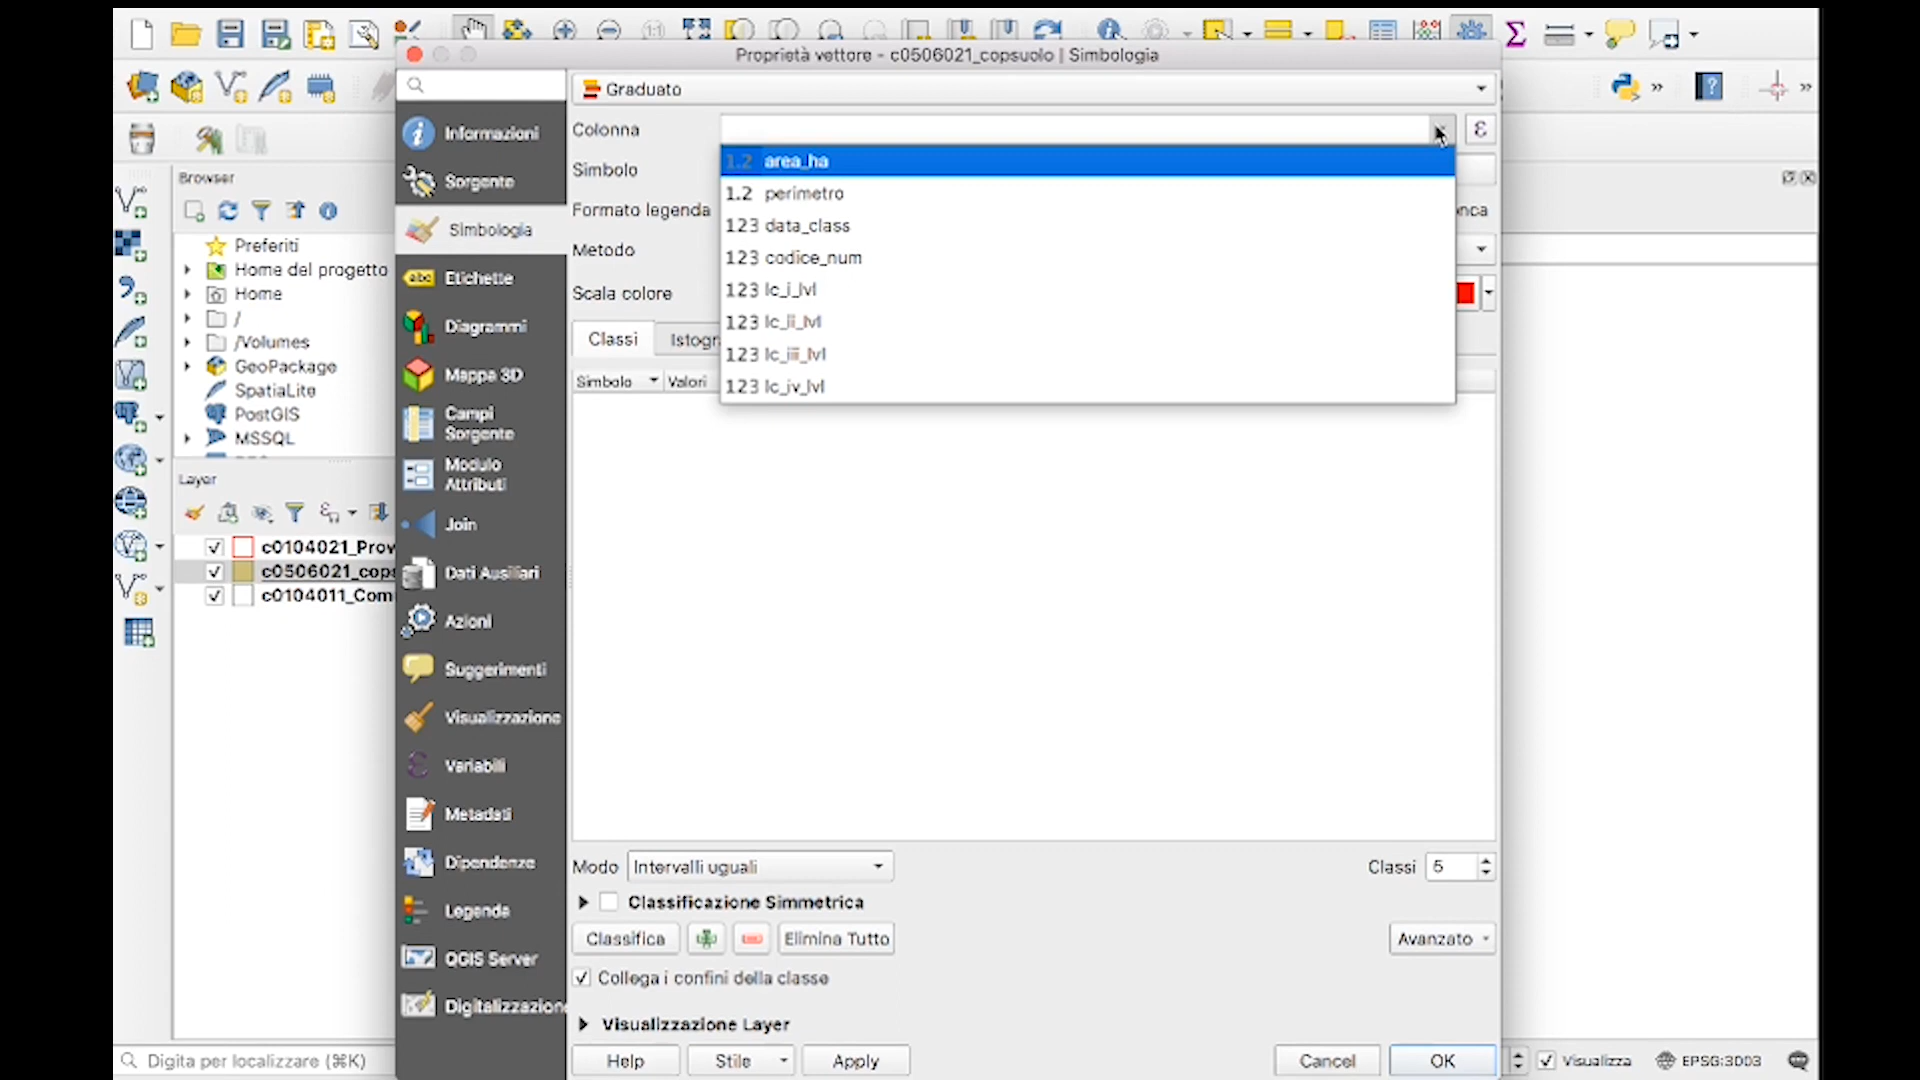 Proprietà vettore - c0506021_copsuolo | Simbologia
Graduato
Colonna
ε
1.2 area_ha
1.2 perimetro
123 data_class
123 codice_num
123 lc_i_lvl
123 lc_ii_lvl
123 lc_iii_lvl
123 lc_iv_lvl
Simbolo
Formato legenda
Metodo
Scala colore
Classi
Simbolo
Valori
Informazioni
Sorgente
Simbologia
Etichette
Diagrammi
Mappa 3D
Campi
Sorgente
Modulo
Attributi
Join
Dati Ausiliari
Azioni
Suggerimenti
Visualizzazione
Variabili
Metadati
Dipendenze
Legenda
QGIS Server
Digitalizzazione
Browser
Preferiti
Home del progetto
Home
/
/Volumes
GeoPackage
SpatiaLite
PostGIS
MSSQL
Layer
c0104021_Prov
c0506021_cops
c0104011_Com
Modo Intervalli uguali
Classi 5
Classificazione Simmetrica
Classifica
Elimina Tutto
Avanzato
Collega i confini della classe
Visualizzazione Layer
Help
Stile
Apply
Cancel
OK
Digita per localizzare (⌘K)
Visualizza
EPSG:3003